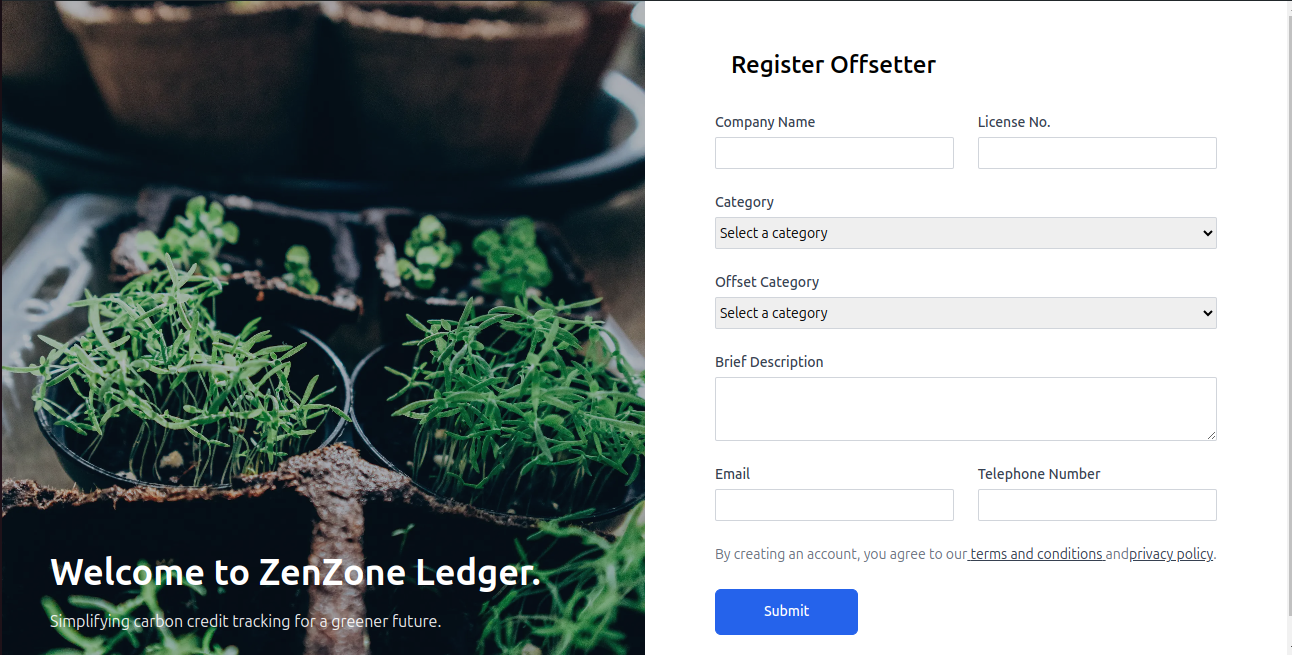 Register Offsetter
Company Name
License No.
Category
Select a category
Offset Category
Select a category
Brief Description
Email
Telephone Number
By creating an account, you agree to our terms and conditions andprivacy policy.
Submit
Welcome to ZenZone Ledger.
Simplifying carbon credit tracking for a greener future.